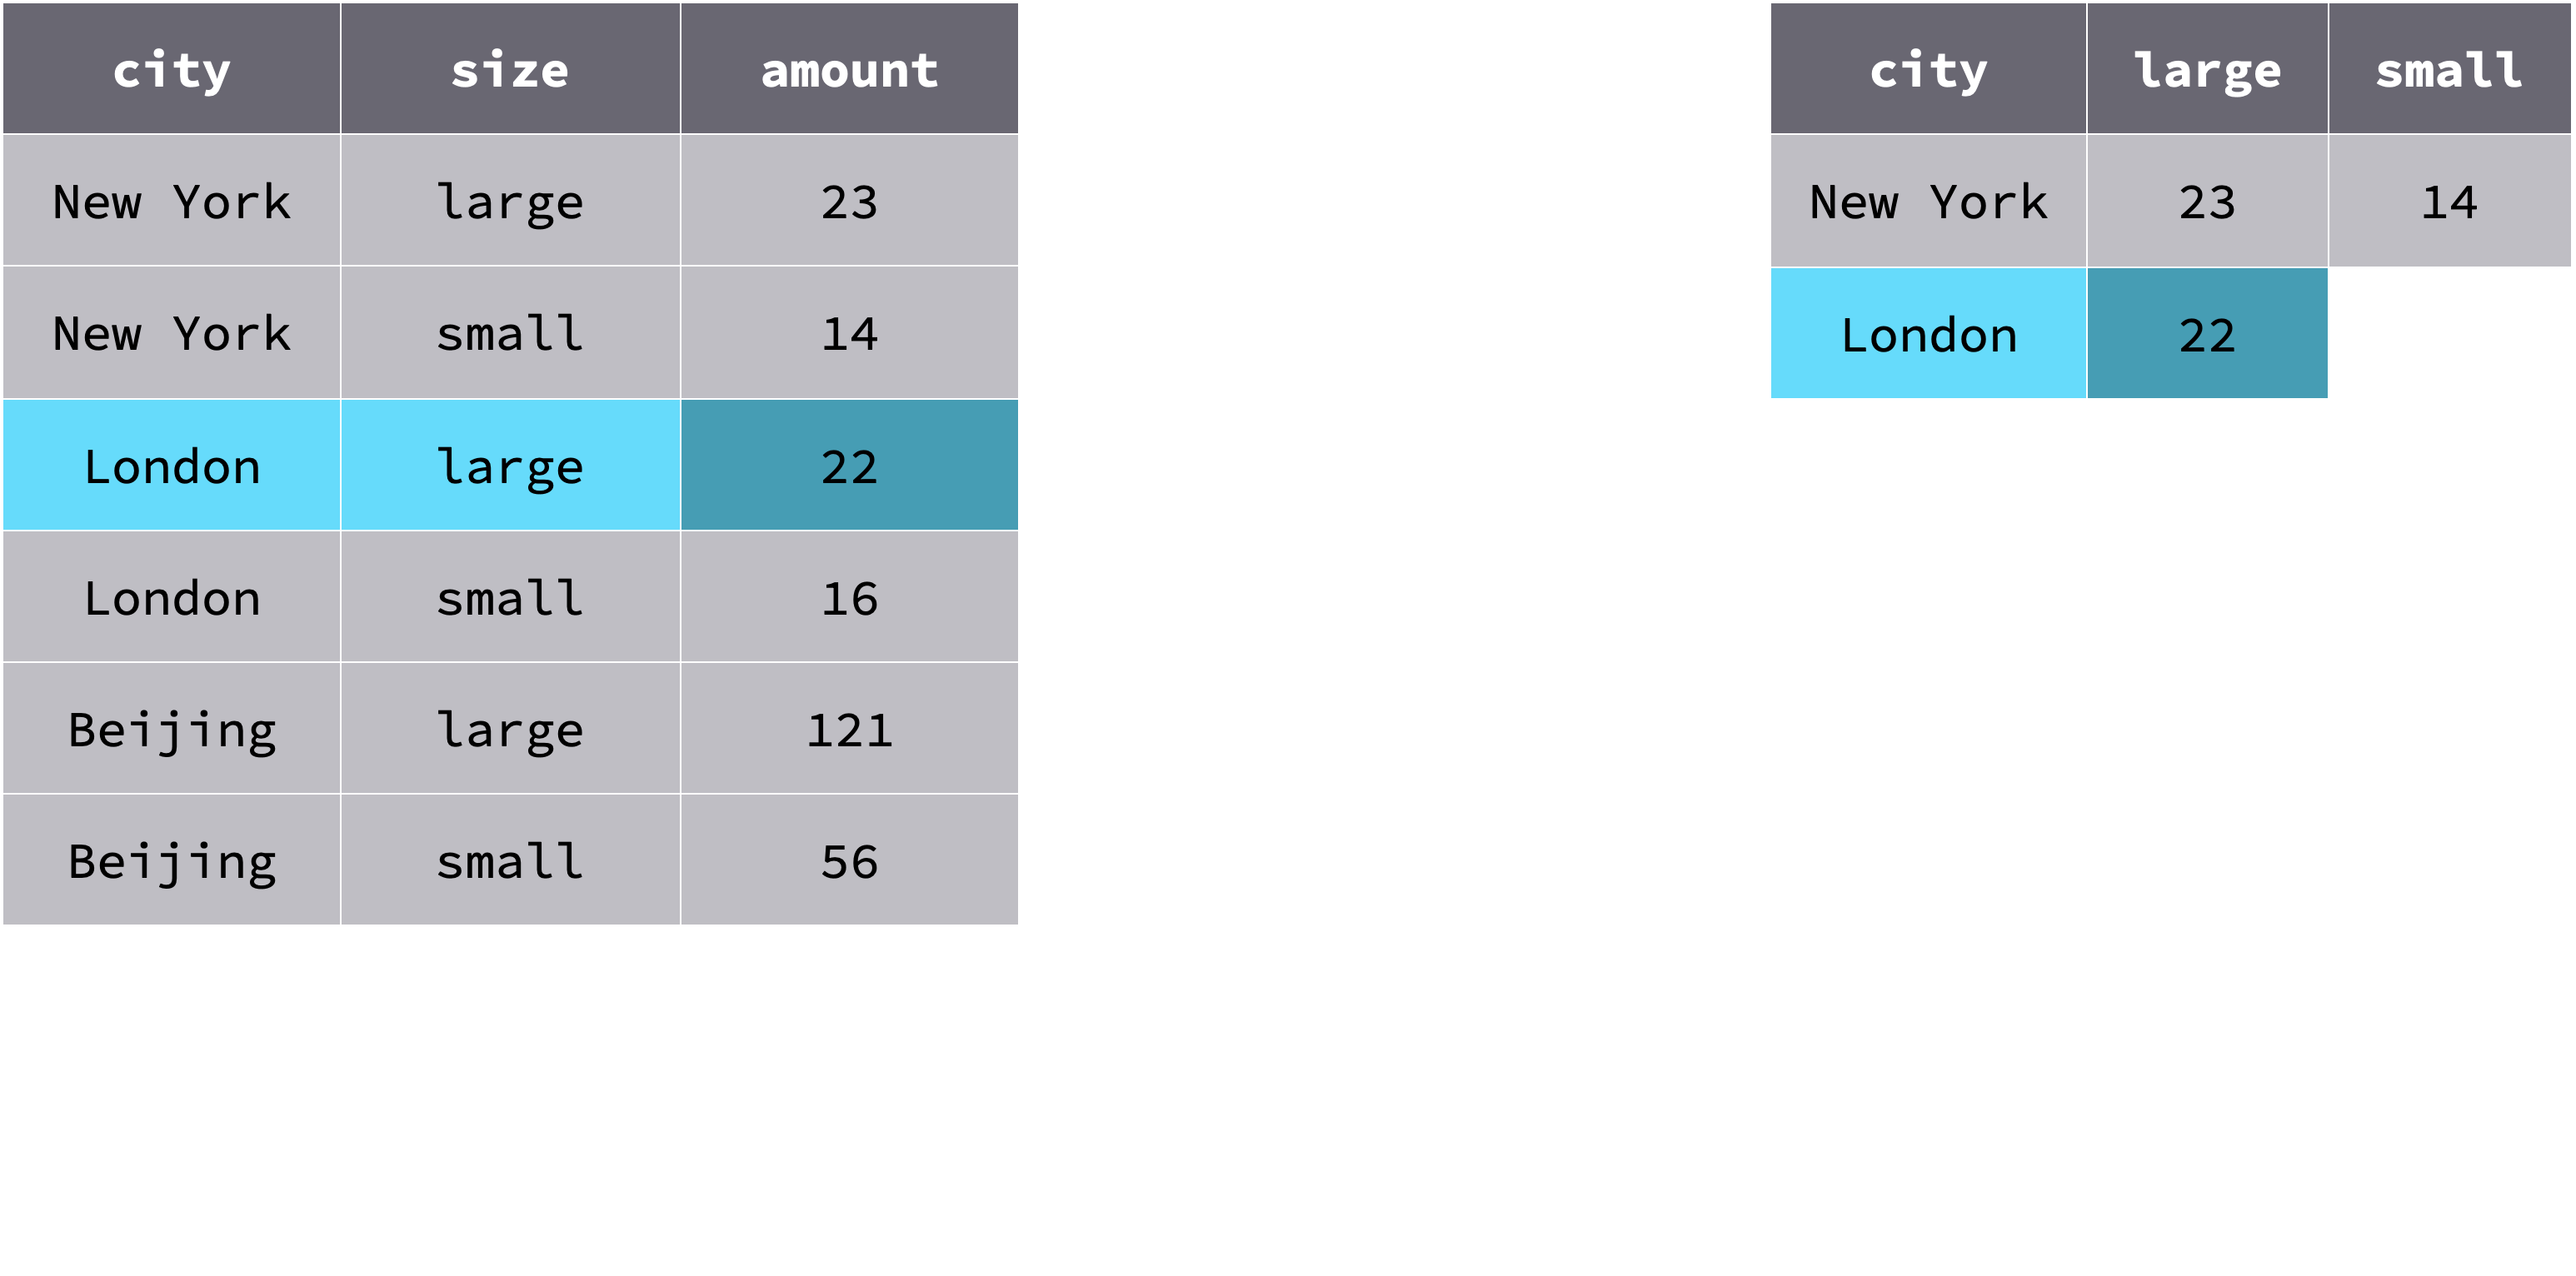 city size amount
New York large 23
New York small 14
London large 22
London small 16
Beijing large 121
Beijing small 56
city large small
New York 23 14
London 22